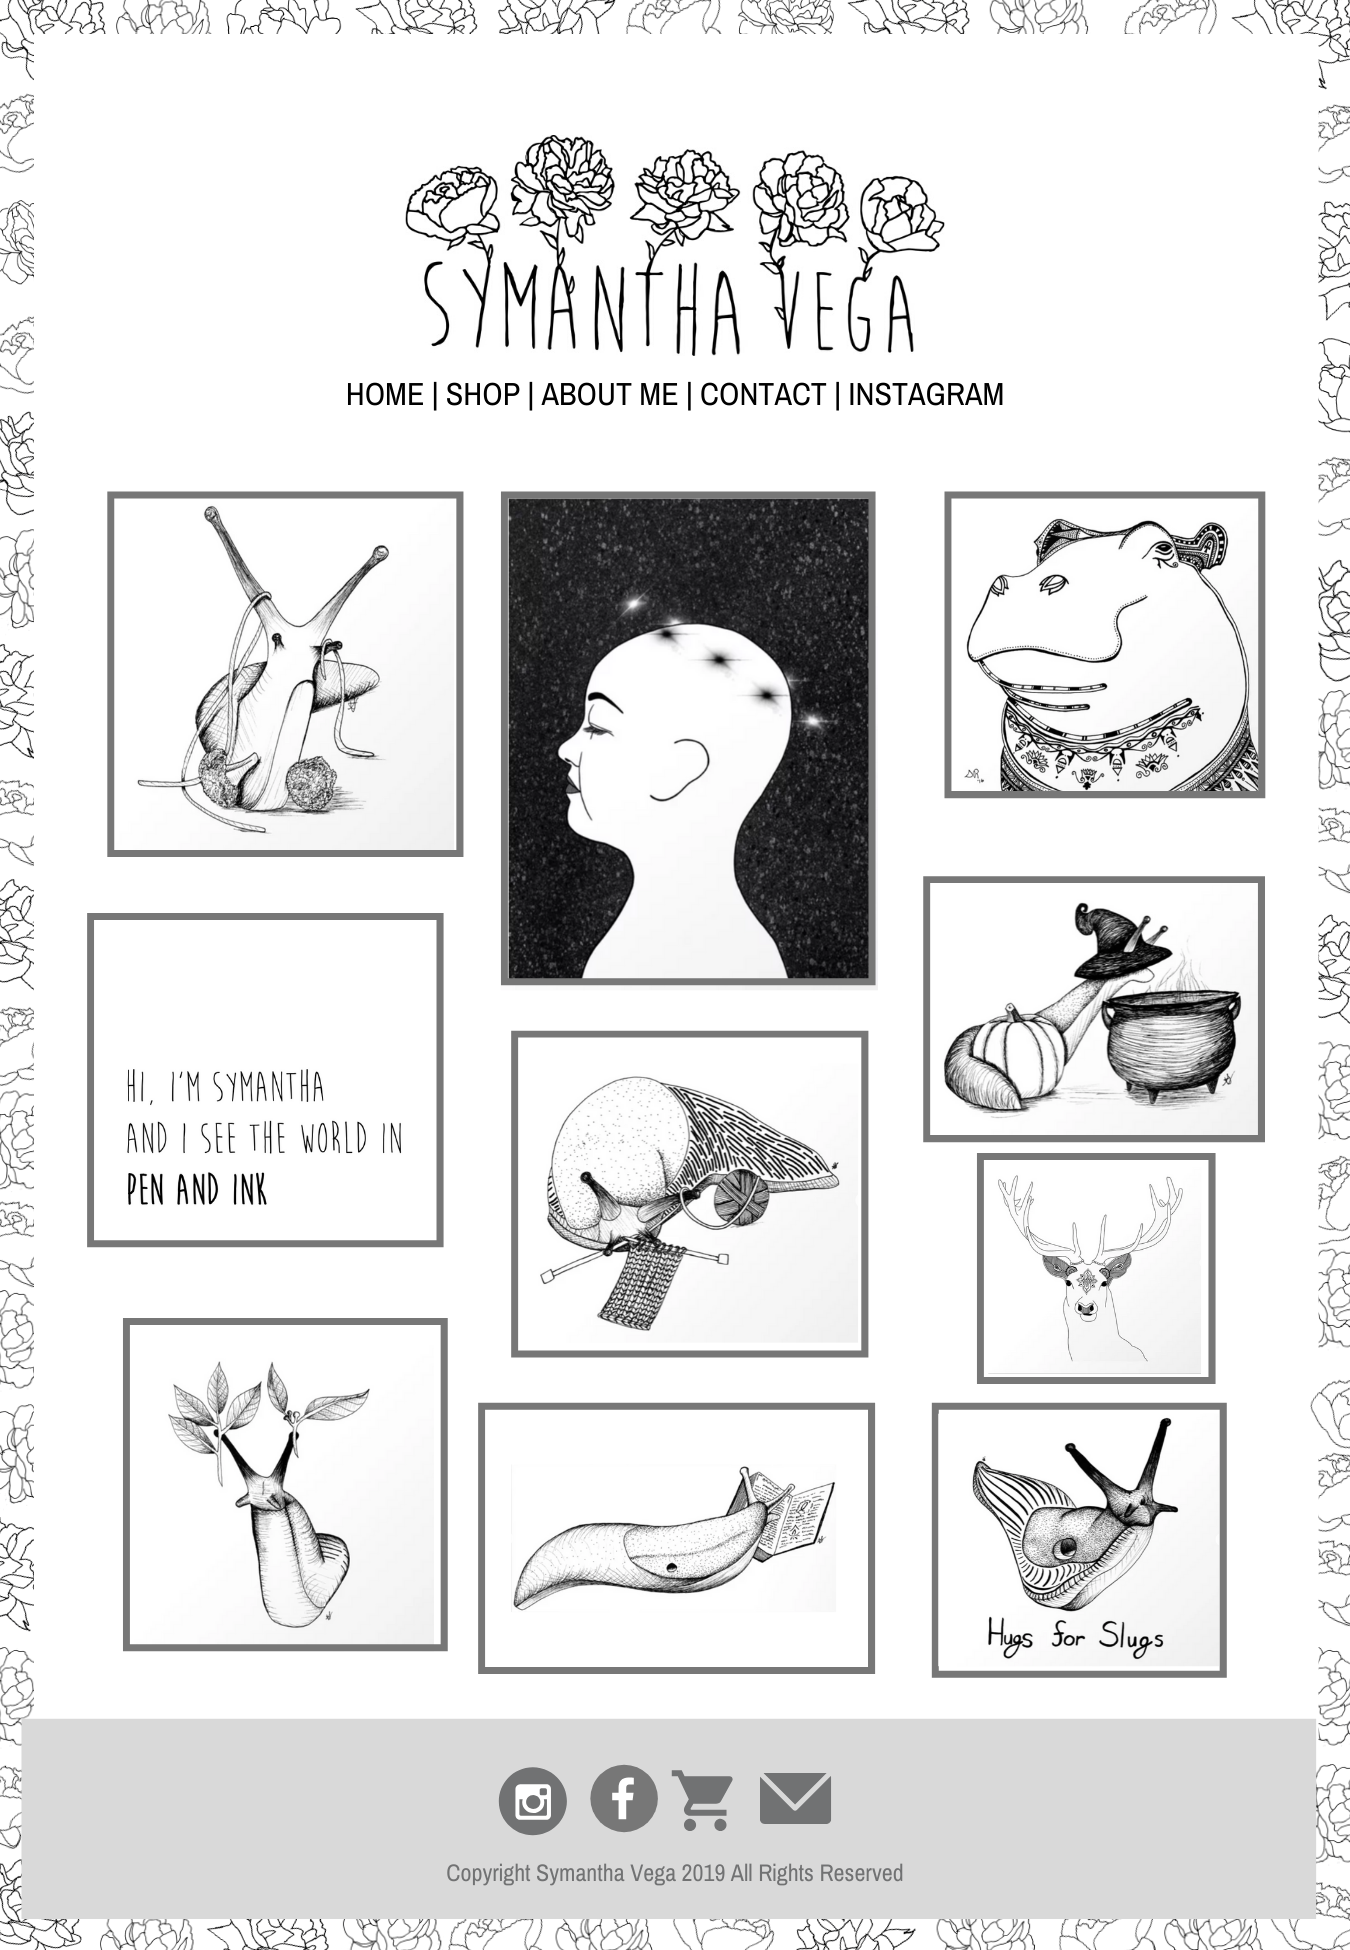 SYMANTHA VEGA
HOME | SHOP | ABOUT ME | CONTACT | INSTAGRAM
HI, I'M SYMANTHA
AND I SEE THE WORLD IN
PEN AND INK
Hugs for Slugs
Copyright Symantha Vega 2019 All Rights Reserved